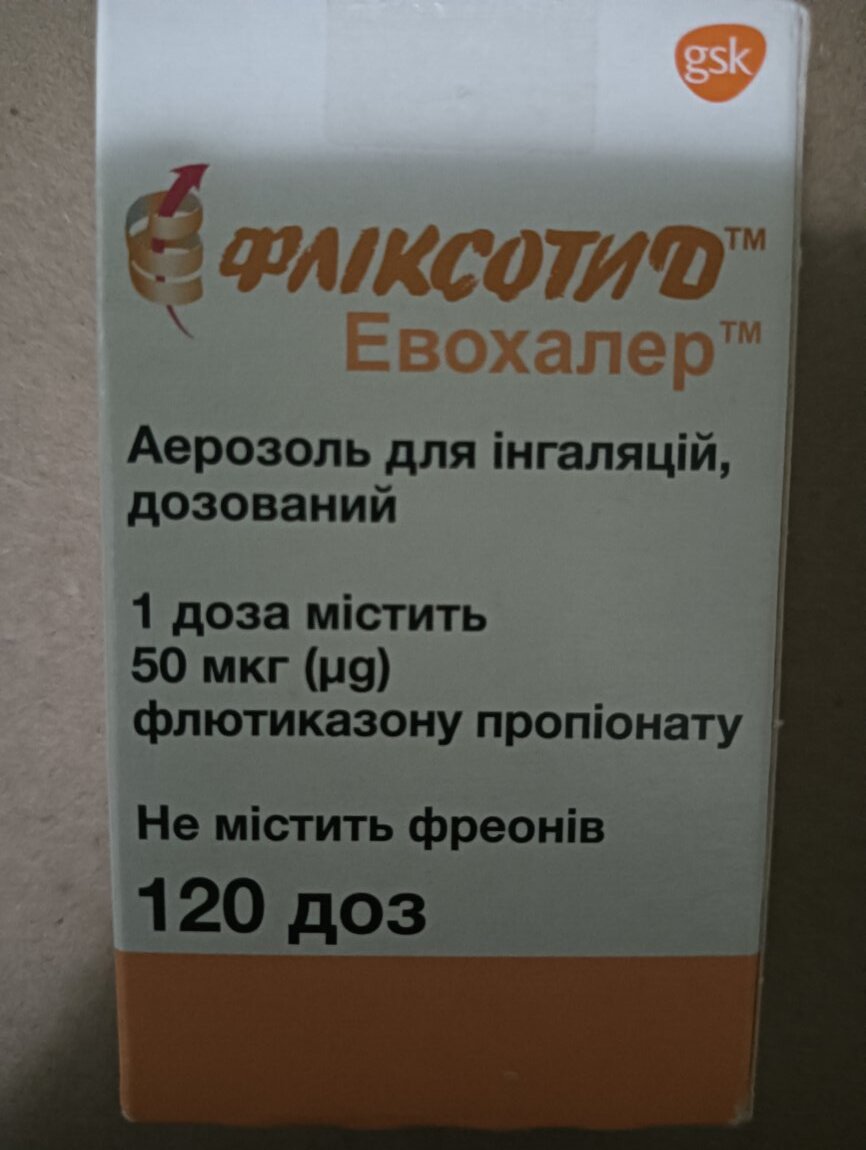 gsk
ФЛІКСОТИД™
Евохалер™
Аерозоль для інгаляцій,
дозований
1 доза містить
50 мкг (µg)
флютиказону пропіонату
Не містить фреонів
120 доз